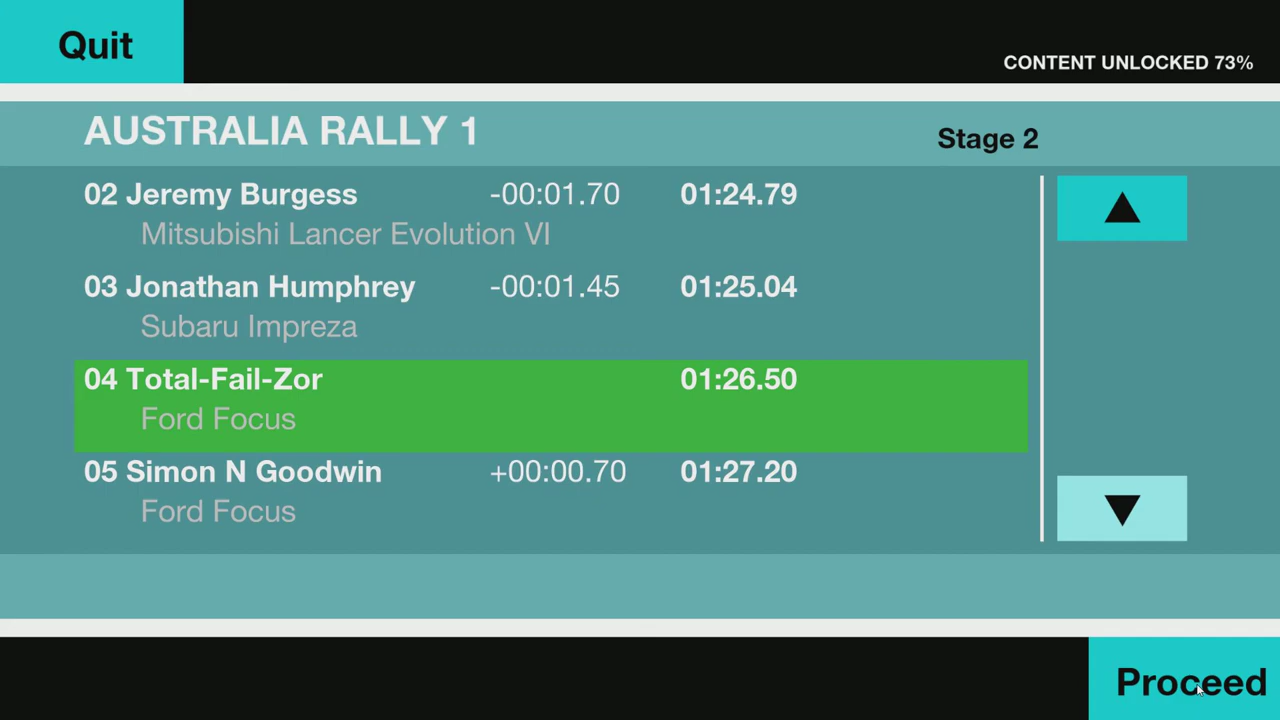 Quit
CONTENT UNLOCKED 73%
AUSTRALIA RALLY 1
Stage 2
02 Jeremy Burgess -00:01.70 01:24.79
Mitsubishi Lancer Evolution VI
03 Jonathan Humphrey -00:01.45 01:25.04
Subaru Impreza
04 Total-Fail-Zor 01:26.50
Ford Focus
05 Simon N Goodwin +00:00.70 01:27.20
Ford Focus
Proceed